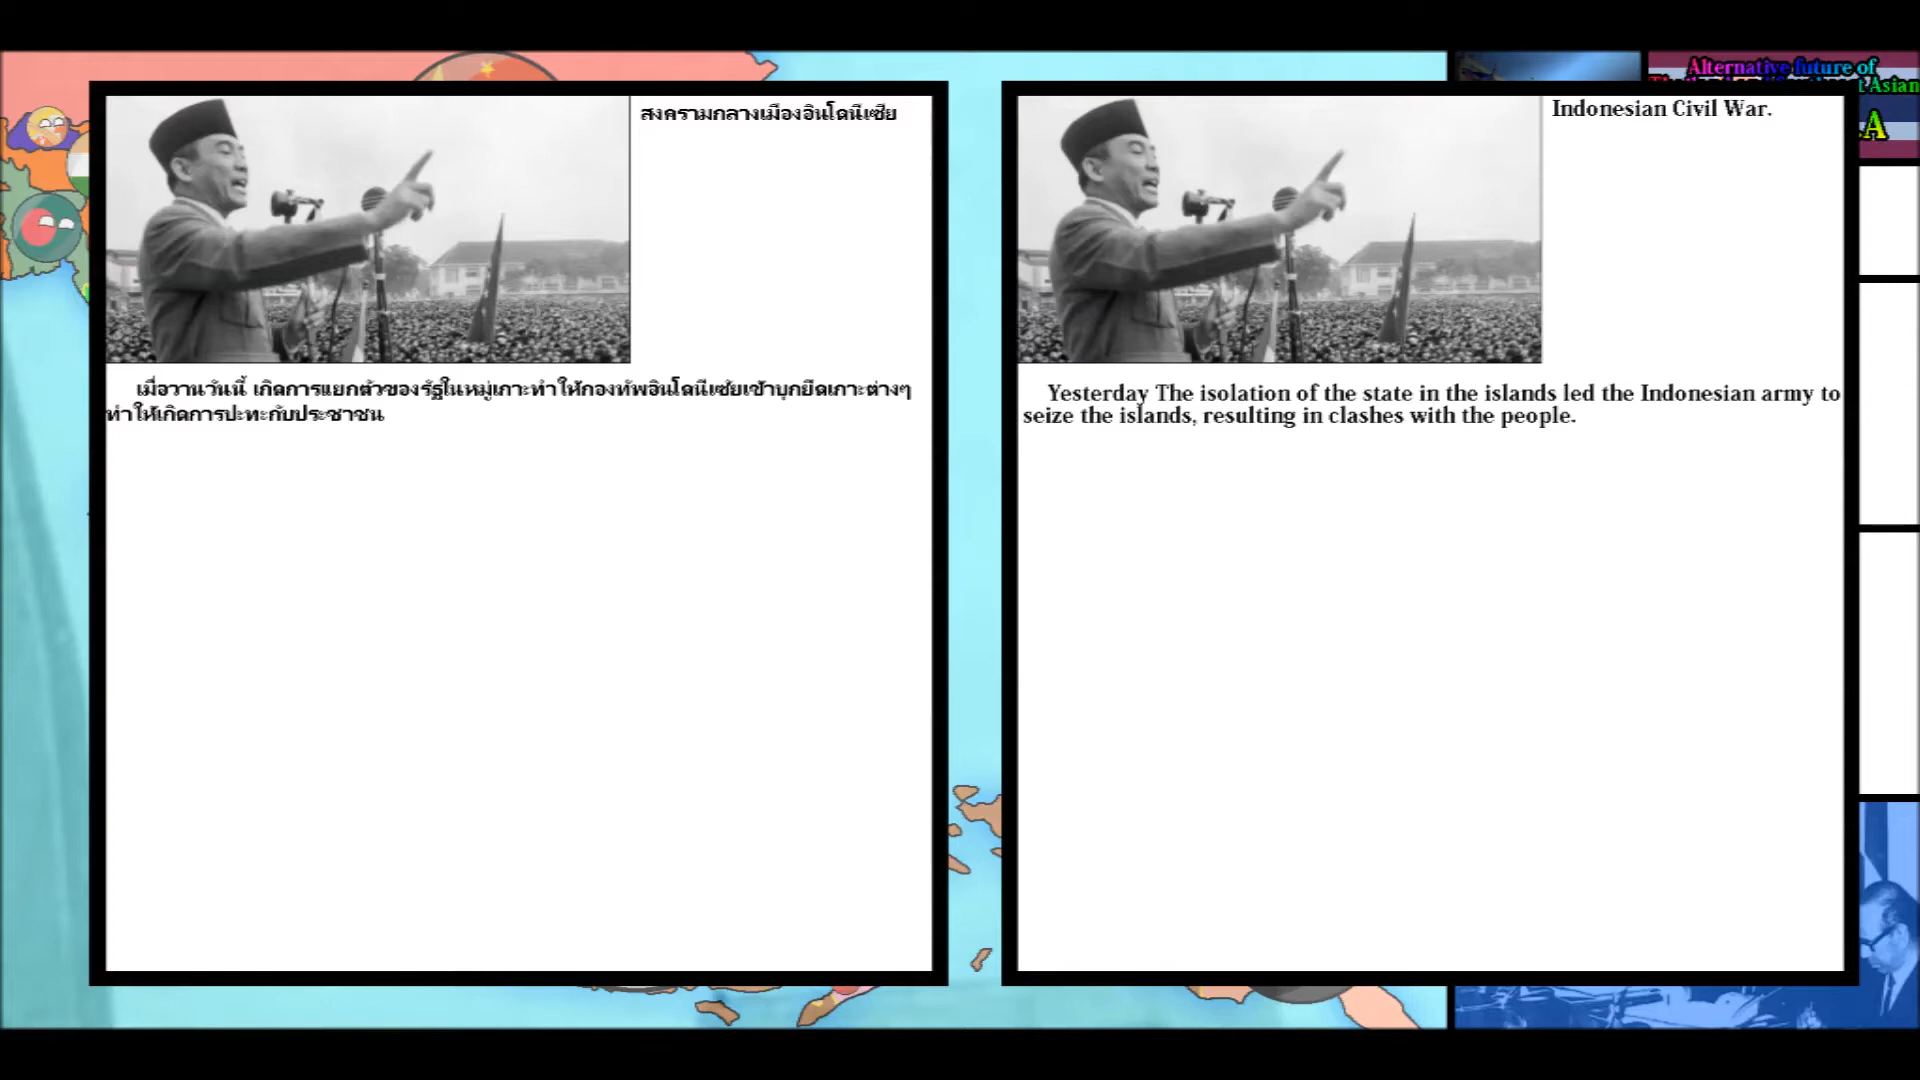 สงครามกลางเมืองอินโดนีเซีย
เมื่อวานวันนี้ เกิดการแยกตัวของรัฐในหมู่เกาะทำให้กองทัพอินโดนีเซียเข้าบุกยึดเกาะต่างๆ
ทำให้เกิดการปะทะกับประชาชน
Indonesian Civil War.
Yesterday The isolation of the state in the islands led the Indonesian army to
seize the islands, resulting in clashes with the people.
Alternative future of
t Asian
A